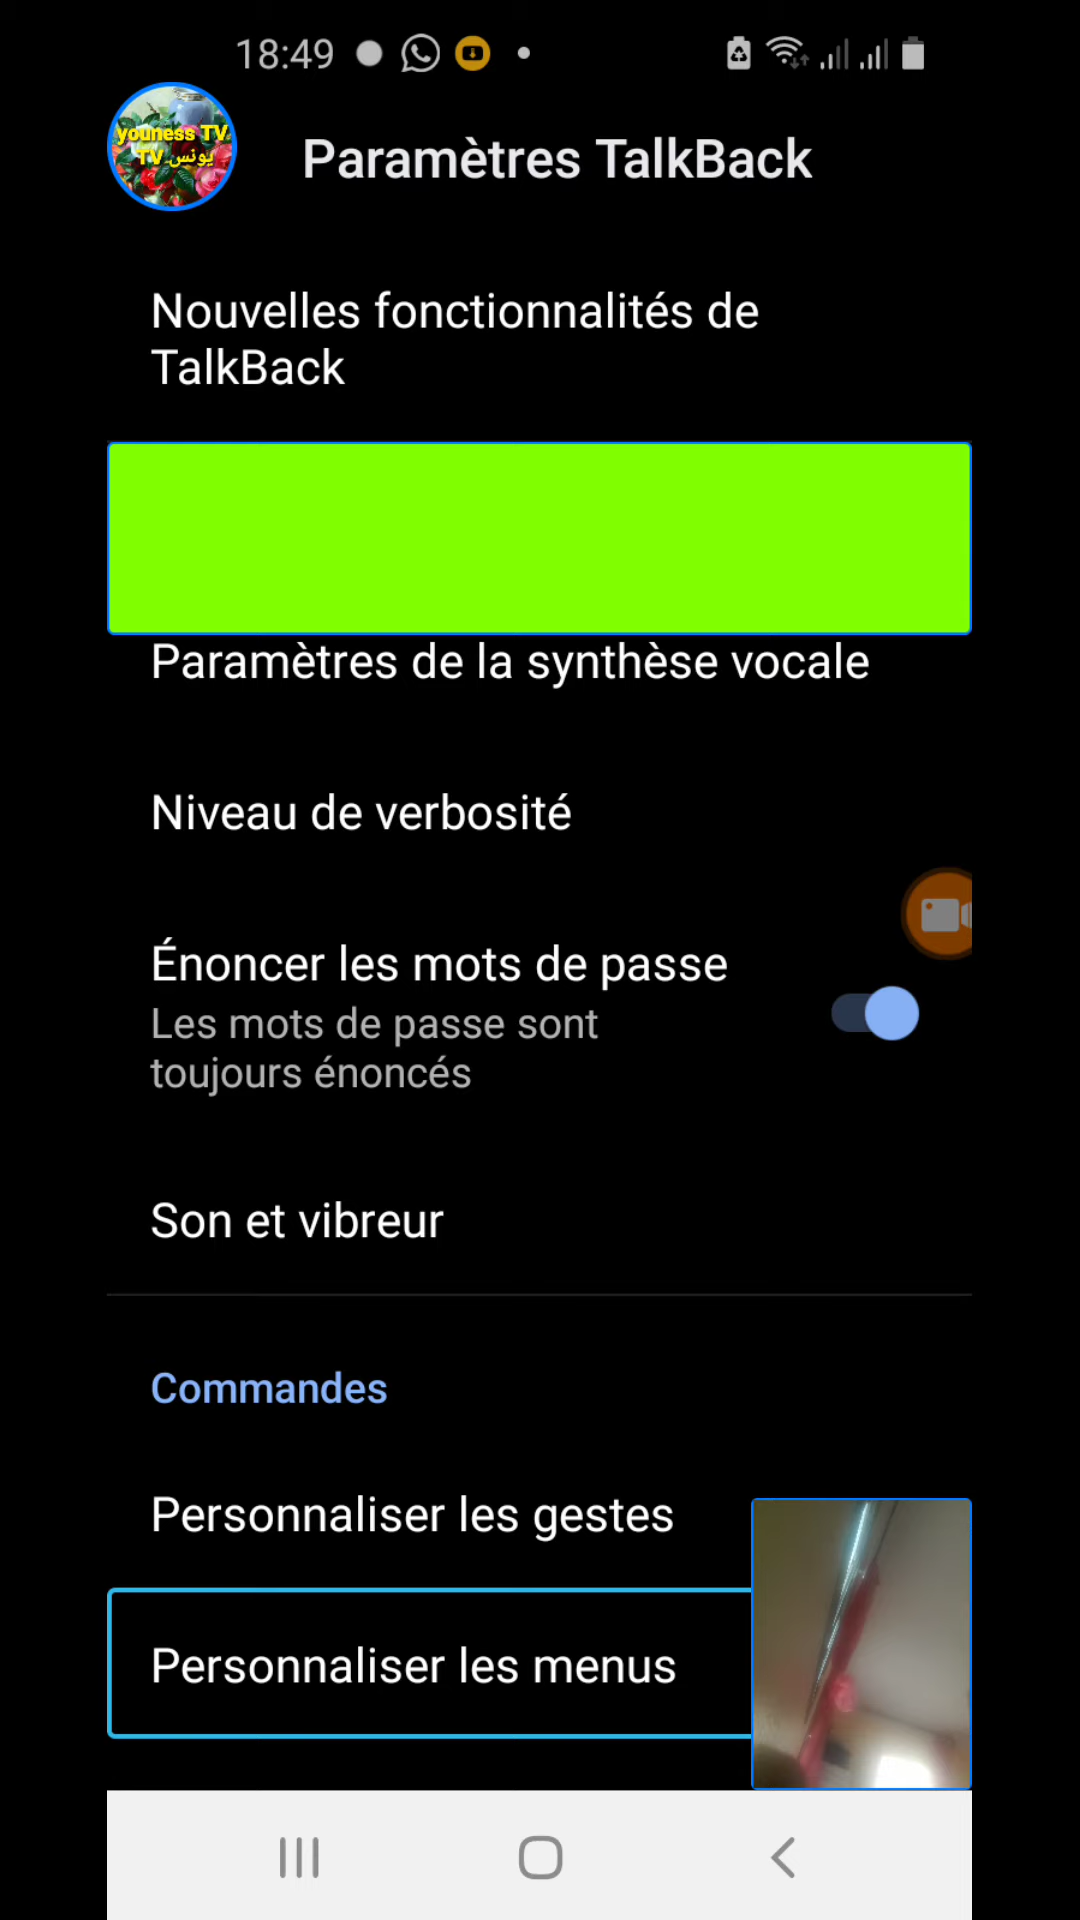 18:49
youness TV
يونس TV
Paramètres TalkBack
Nouvelles fonctionnalités de
TalkBack
Paramètres de la synthèse vocale
Niveau de verbosité
Énoncer les mots de passe
Les mots de passe sont
toujours énoncés
Son et vibreur
Commandes
Personnaliser les gestes
Personnaliser les menus